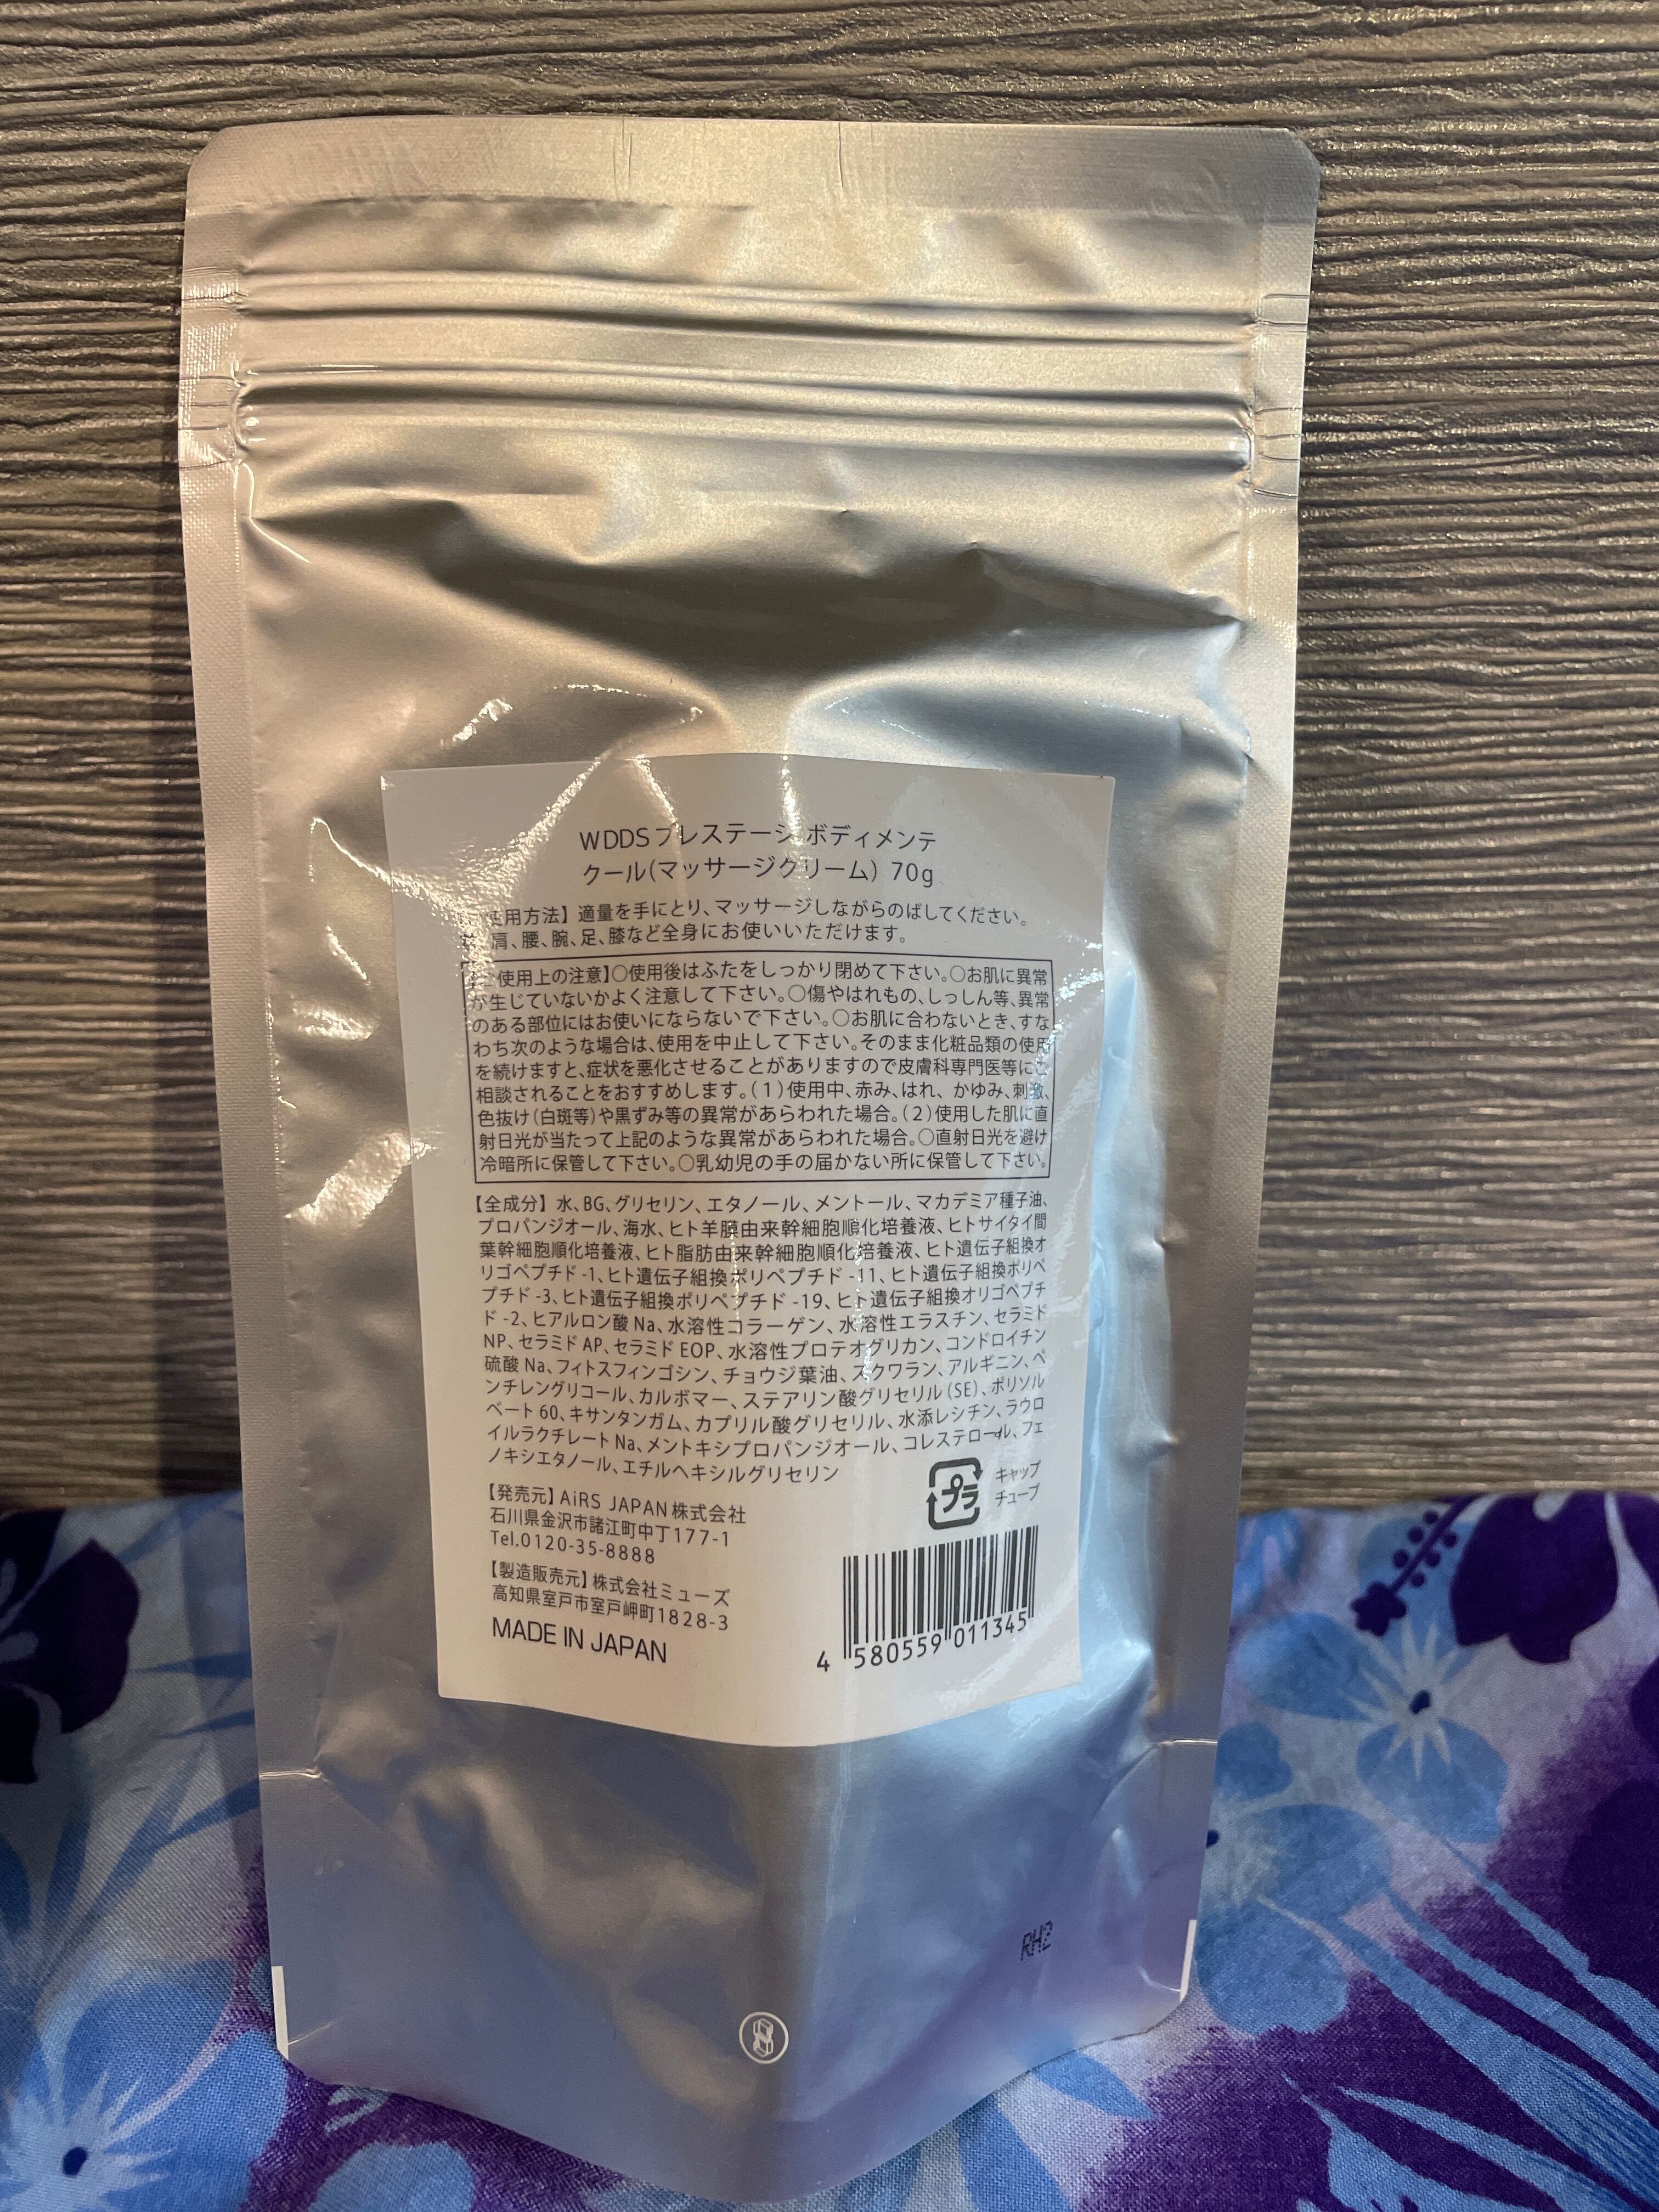 WDDSプレステージ ボディメンテ
クール(マッサージクリーム) 70g
使用方法】適量を手にとり、マッサージしながらのばしてください。
肩、腰、腕、足、膝など全身にお使いいただけます。
使用上の注意】○使用後はふたをしっかり閉めて下さい。○お肌に異常
が生じていないかよく注意して下さい。○傷やはれもの、しっしん等、異常
のある部位にはお使いにならないで下さい。○お肌に合わないとき、すな
わち次のような場合は、使用を中止して下さい。そのまま化粧品類の使用
を続けますと、症状を悪化させることがありますので皮膚科専門医等にご
相談されることをおすすめします。(1)使用中、赤み、はれ、かゆみ、刺激、
色抜け(白斑等)や黒ずみ等の異常があらわれた場合。(2)使用した肌に直
射日光が当たって上記のような異常があらわれた場合。○直射日光を避け
冷暗所に保管して下さい。○乳幼児の手の届かない所に保管して下さい。
【全成分】水、BG、グリセリン、エタノール、メントール、マカデミア種子油、
プロパンジオール、海水、ヒト羊膜由来幹細胞順化培養液、ヒトサイタイ間
葉幹細胞順化培養液、ヒト脂肪由来幹細胞順化培養液、ヒト遺伝子組換オ
リゴペプチド-1、ヒト遺伝子組換ポリペプチド-11、ヒト遺伝子組換ポリペ
プチド-3、ヒト遺伝子組換ポリペプチド-19、ヒト遺伝子組換オリゴペプチ
ド-2、ヒアルロン酸Na、水溶性コラーゲン、水溶性エラスチン、セラミド
NP、セラミドAP、セラミドEOP、水溶性プロテオグリカン、コンドロイチン
硫酸Na、フィトスフィンゴシン、チョウジ葉油、スクワラン、アルギニン、ペ
ンチレングリコール、カルボマー、ステアリン酸グリセリル(SE)、ポリソル
ベート60、キサンタンガム、カプリル酸グリセリル、水添レシチン、ラウロ
イルラクチレートNa、メントキシプロパンジオール、コレステロール、フェ
ノキシエタノール、エチルヘキシルグリセリン
プラ
キャップ
チューブ
【発売元】AiRS JAPAN株式会社
石川県金沢市諸江町中丁177-1
Tel.0120-35-8888
【製造販売元】株式会社ミューズ
高知県室戸市室戸岬町1828-3
MADE IN JAPAN
4 580559 011345
RH2